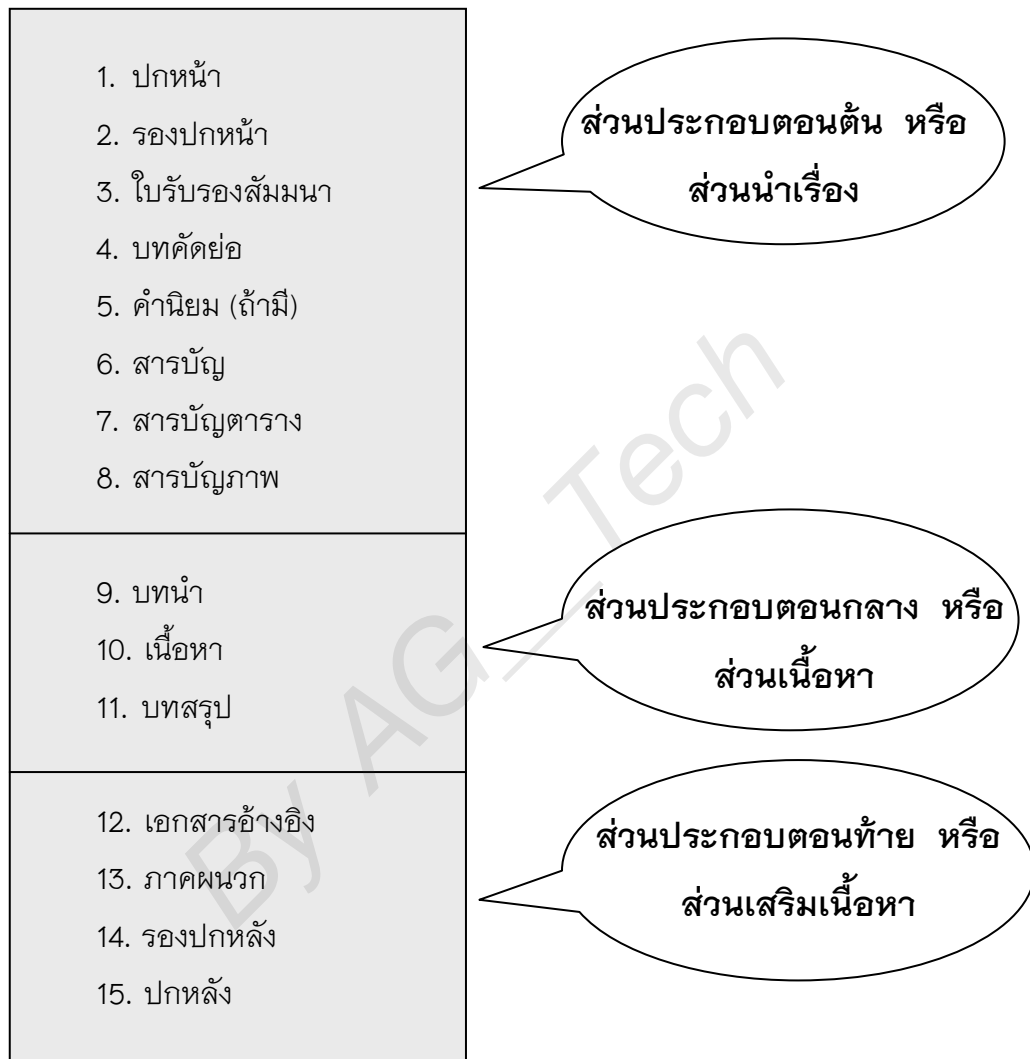 1. ปกหน้า
2. รองปกหน้า
3. ใบรับรองสัมมนา
4. บทคัดย่อ
5. คำนิยม (ถ้ามี)
6. สารบัญ
7. สารบัญตาราง
8. สารบัญภาพ
ส่วนประกอบตอนต้น หรือ
ส่วนนำเรื่อง
9. บทนำ
10. เนื้อหา
11. บทสรุป
ส่วนประกอบตอนกลาง หรือ
ส่วนเนื้อหา
12. เอกสารอ้างอิง
13. ภาคผนวก
14. รองปกหลัง
15. ปกหลัง
ส่วนประกอบตอนท้าย หรือ
ส่วนเสริมเนื้อหา
By AG_Tech